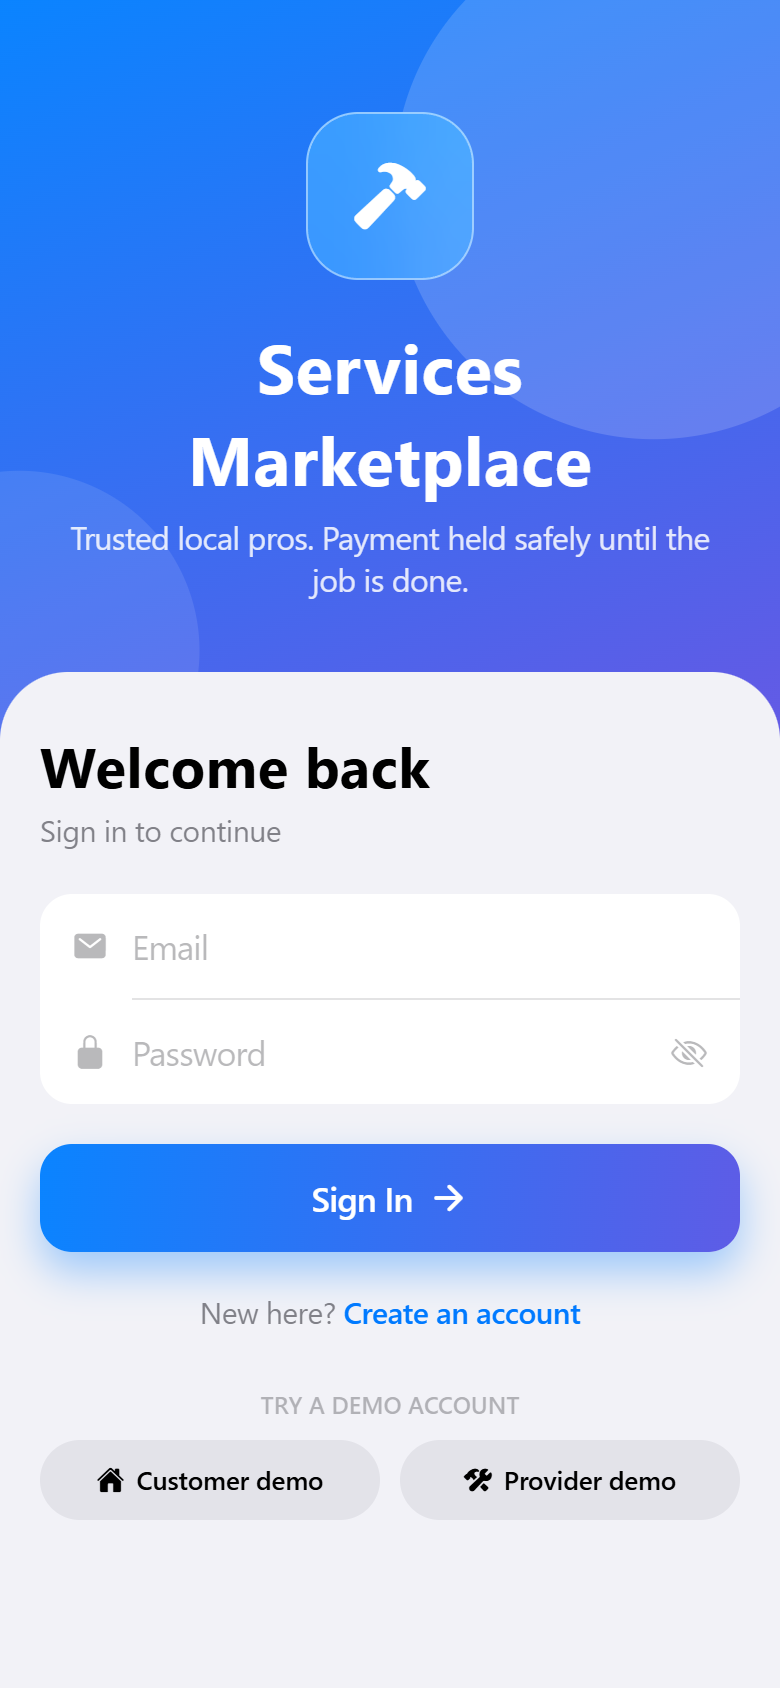 Services
Marketplace
Trusted local pros. Payment held safely until the
job is done.
Welcome back
Sign in to continue
Email
Password
Sign In
New here? Create an account
TRY A DEMO ACCOUNT
Customer demo
Provider demo